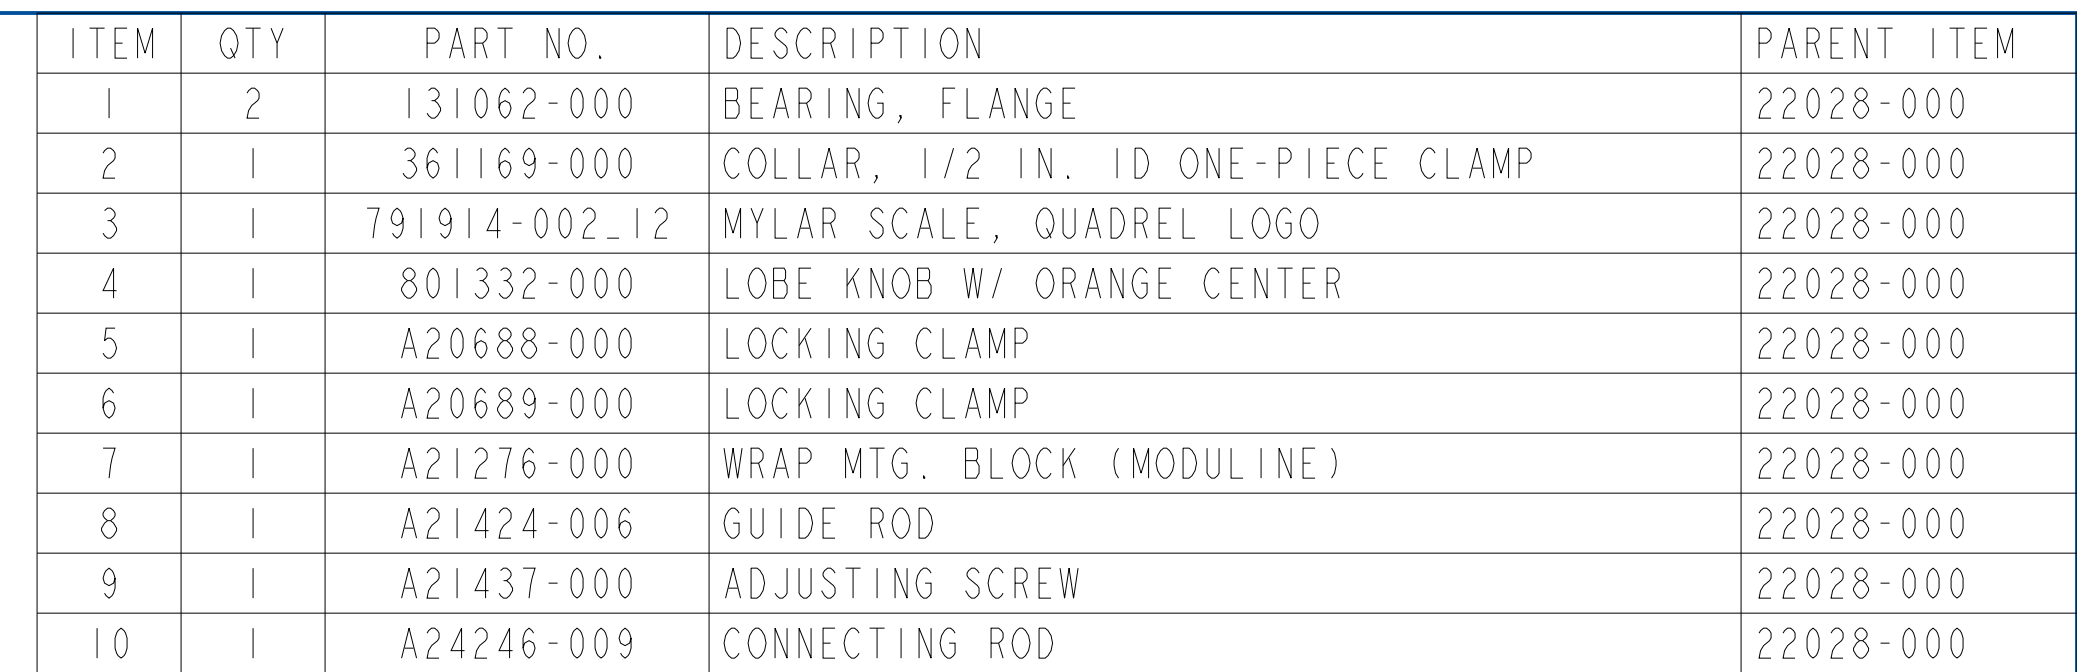 ITEM QTY PART NO. DESCRIPTION PARENT ITEM
1 2 131062-000 BEARING, FLANGE 22028-000
2 1 361169-000 COLLAR, 1/2 IN. ID ONE-PIECE CLAMP 22028-000
3 1 791914-002_12 MYLAR SCALE, QUADREL LOGO 22028-000
4 1 801332-000 LOBE KNOB W/ ORANGE CENTER 22028-000
5 1 A20688-000 LOCKING CLAMP 22028-000
6 1 A20689-000 LOCKING CLAMP 22028-000
7 1 A21276-000 WRAP MTG. BLOCK (MODULINE) 22028-000
8 1 A21424-006 GUIDE ROD 22028-000
9 1 A21437-000 ADJUSTING SCREW 22028-000
10 1 A24246-009 CONNECTING ROD 22028-000